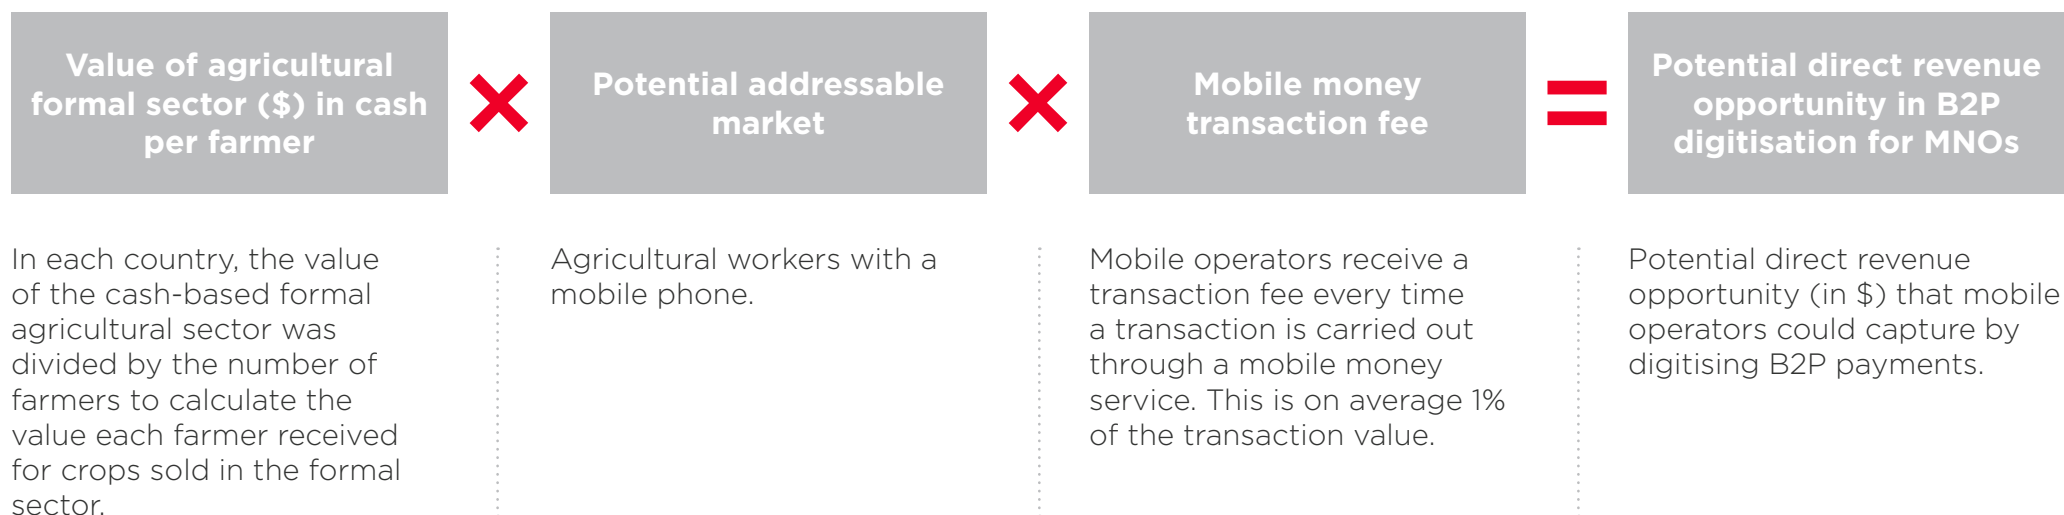 Value of agricultural
formal sector ($) in cash
per farmer
×
Potential addressable
market
×
Mobile money
transaction fee
=
Potential direct revenue
opportunity in B2P
digitisation for MNOs
In each country, the value
of the cash-based formal
agricultural sector was
divided by the number of
farmers to calculate the
value each farmer received
for crops sold in the formal
sector.
Agricultural workers with a
mobile phone.
Mobile operators receive a
transaction fee every time
a transaction is carried out
through a mobile money
service. This is on average 1%
of the transaction value.
Potential direct revenue
opportunity (in $) that mobile
operators could capture by
digitising B2P payments.